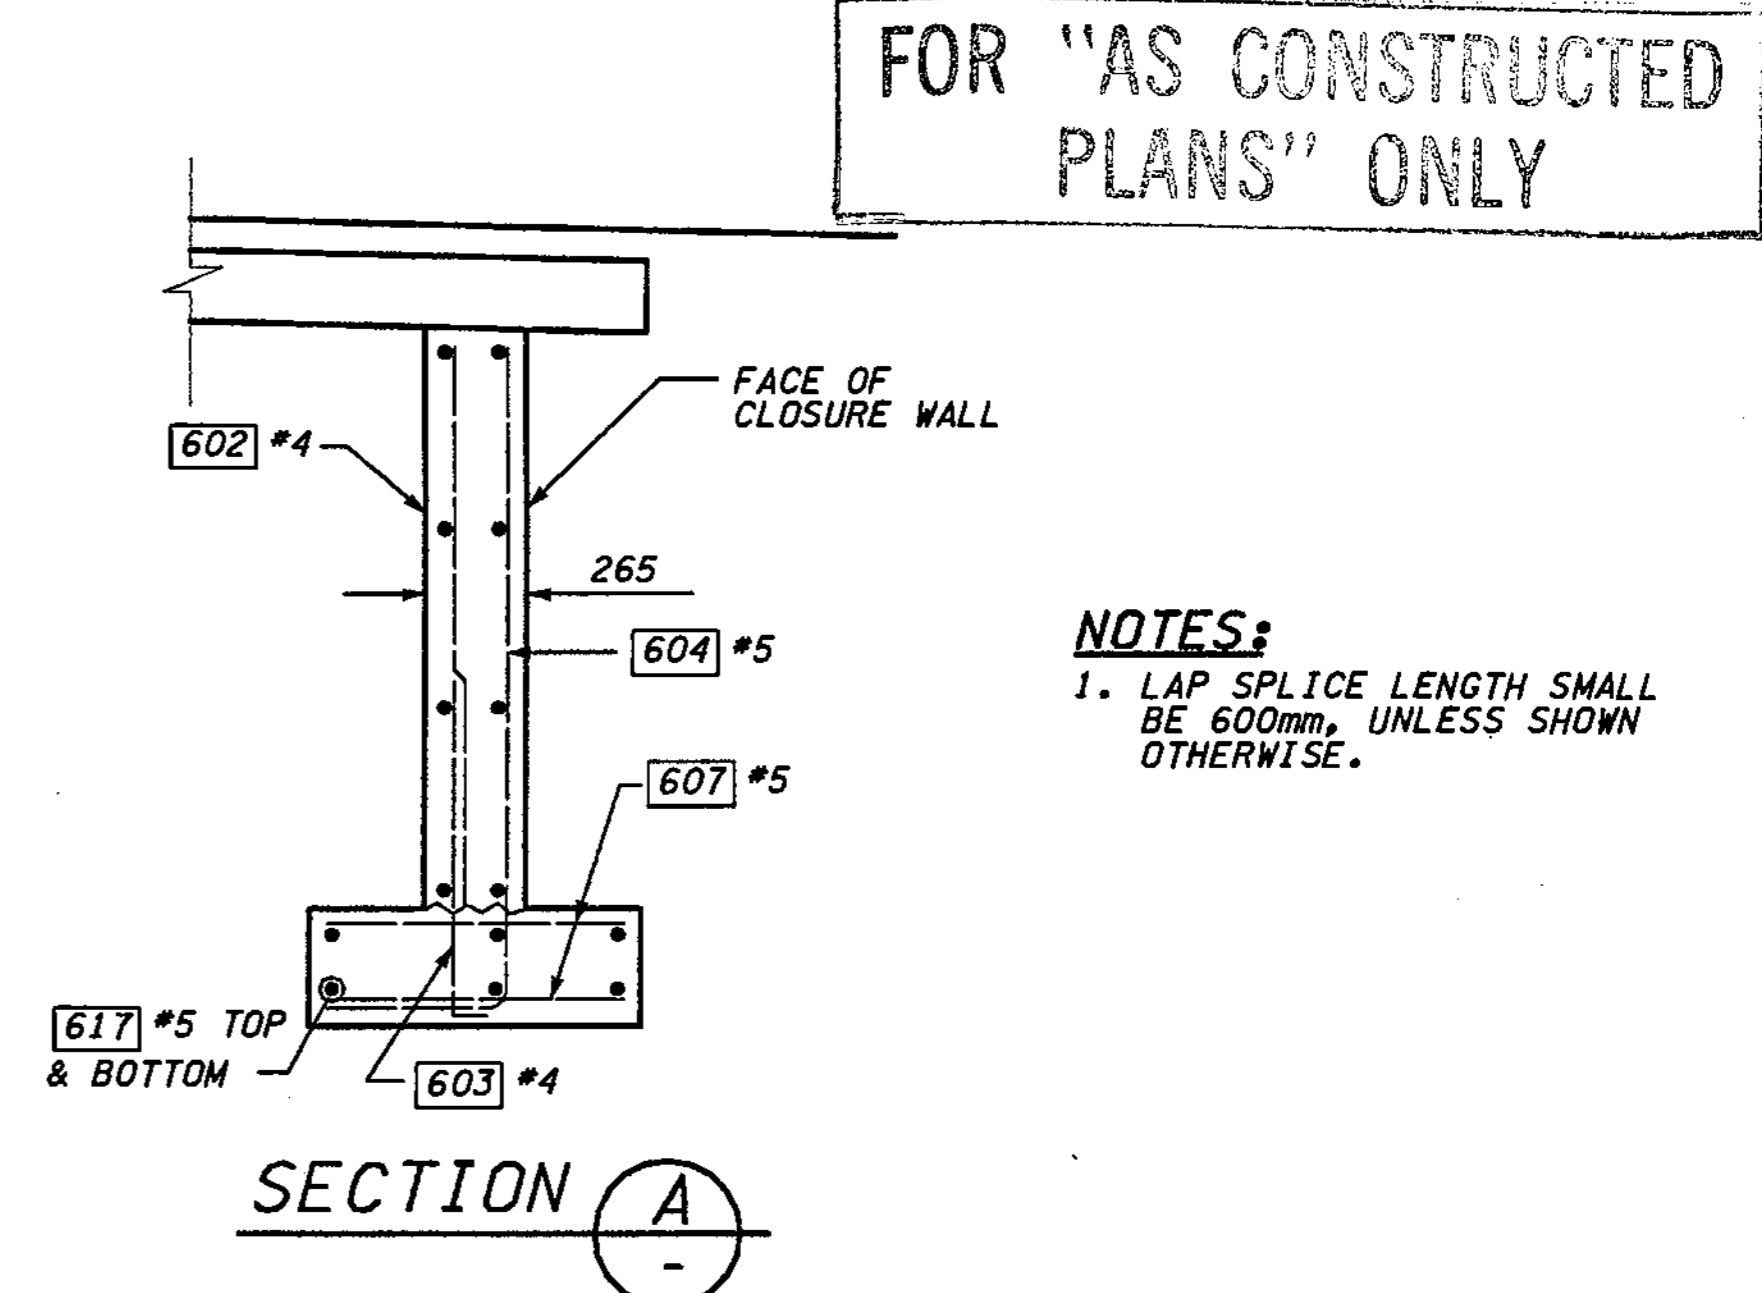 FOR "AS CONSTRUCTED
PLANS" ONLY
FACE OF
CLOSURE WALL
602 #4
265
604 #5
NOTES:
1. LAP SPLICE LENGTH SMALL
BE 600mm, UNLESS SHOWN
OTHERWISE.
607 #5
617 #5 TOP
& BOTTOM
603 #4
SECTION A
-